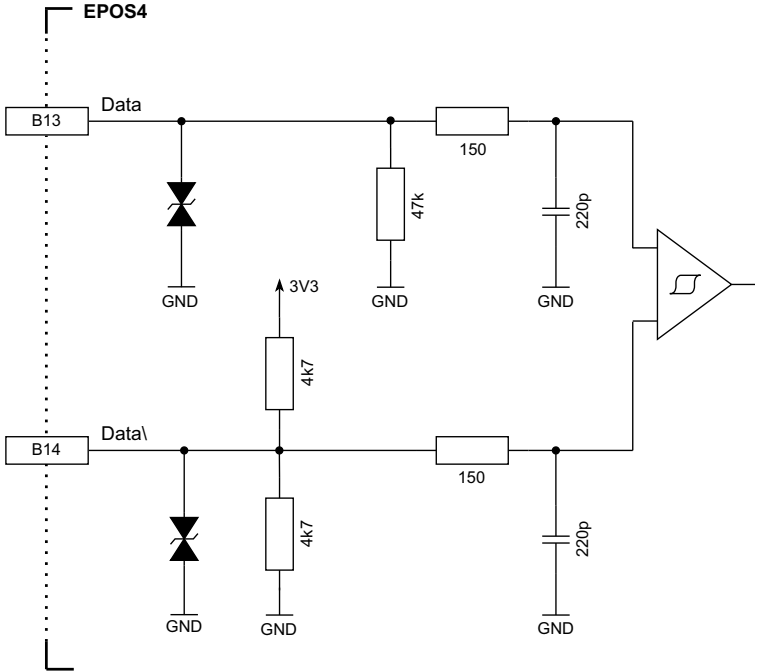 EPOS4
Data
B13
150
47k
220p
GND
3V3
GND
GND
4k7
Data\
B14
150
4k7
220p
GND
GND
GND